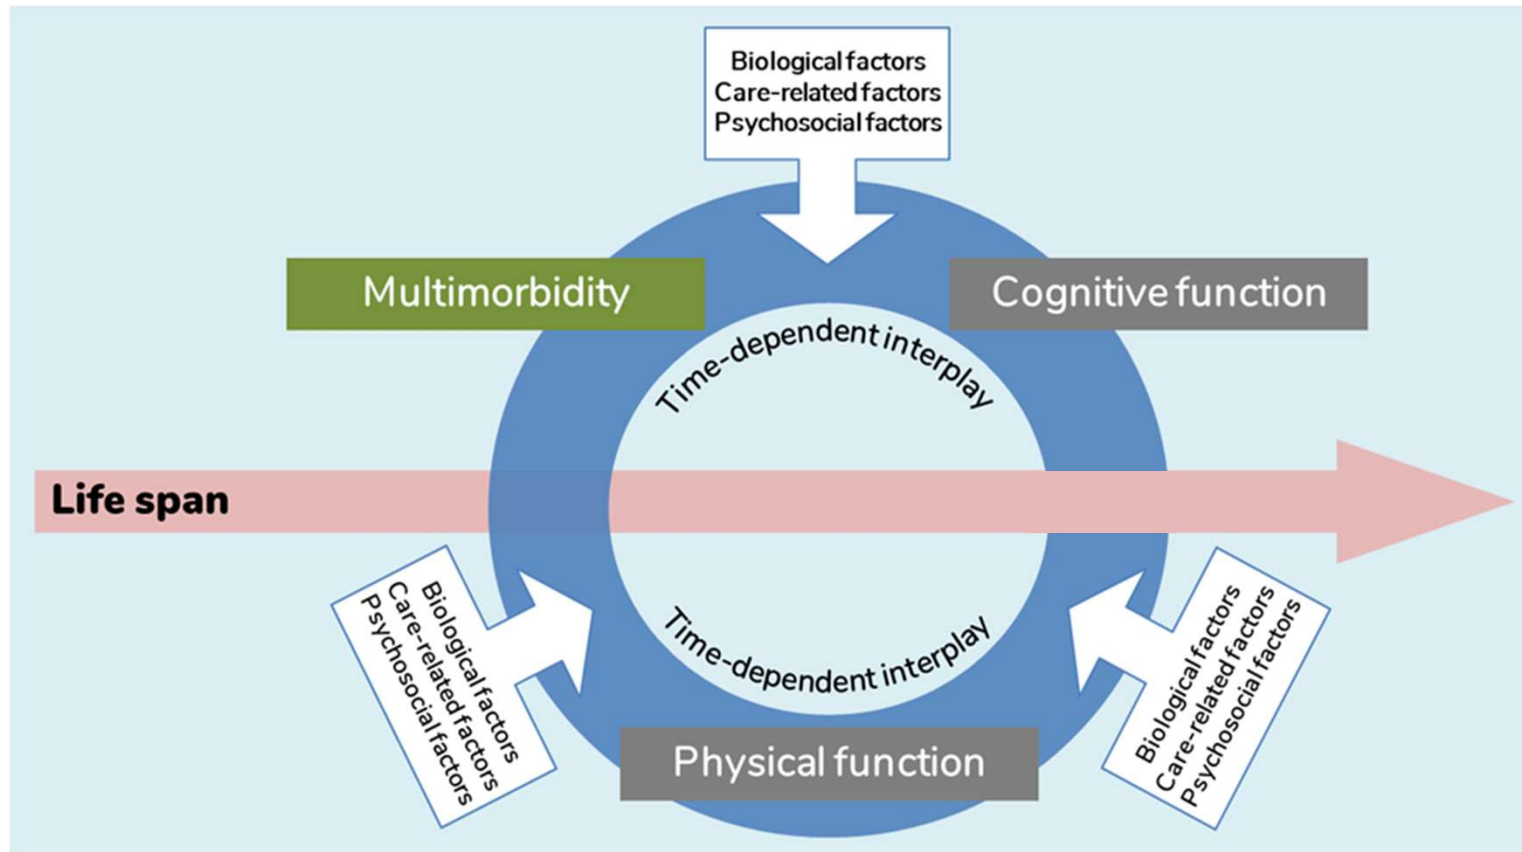 Biological factors
Care-related factors
Psychosocial factors
Multimorbidity
Cognitive function
Time-dependent interplay
Life span
Biological factors
Care-related factors
Psychosocial factors
Time-dependent interplay
Biological factors
Care-related factors
Psychosocial factors
Physical function